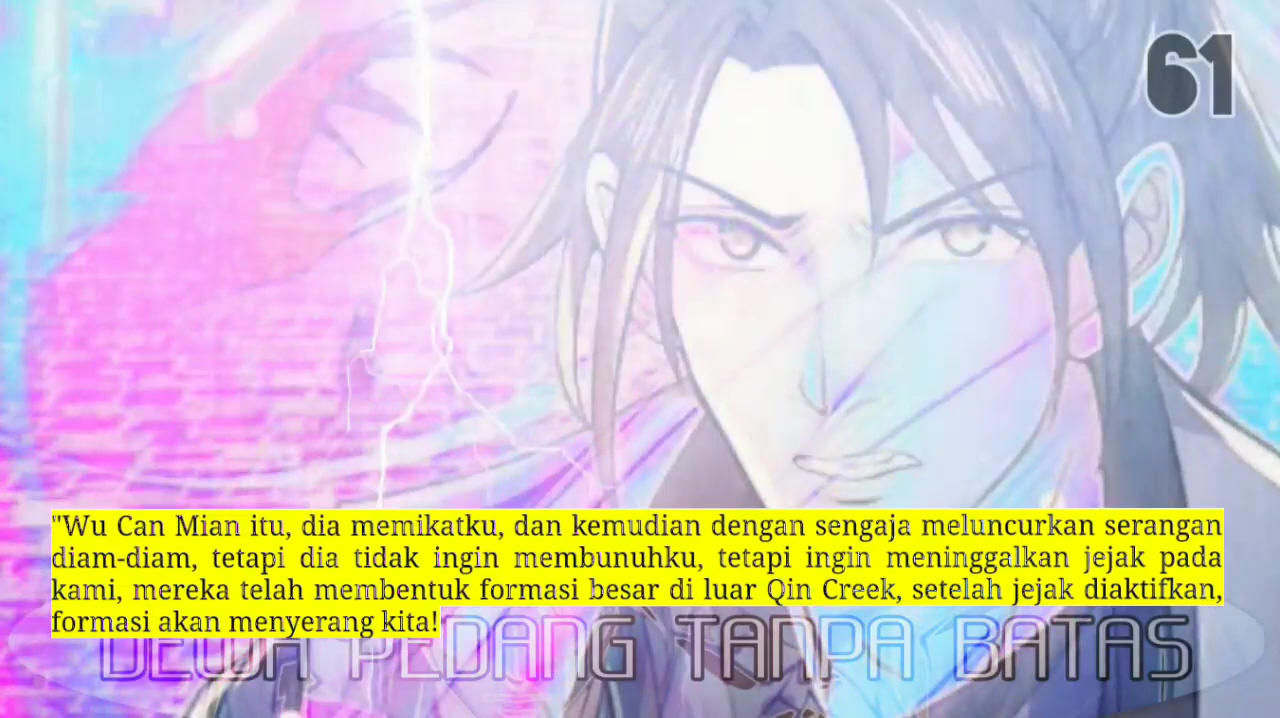 61
"Wu Can Mian itu, dia memikatku, dan kemudian dengan sengaja meluncurkan serangan
diam-diam, tetapi dia tidak ingin membunuhku, tetapi ingin meninggalkan jejak pada
kami, mereka telah membentuk formasi besar di luar Qin Creek, setelah jejak diaktifkan,
formasi akan menyerang kita!
DEWA PEDANG TANPA BATAS